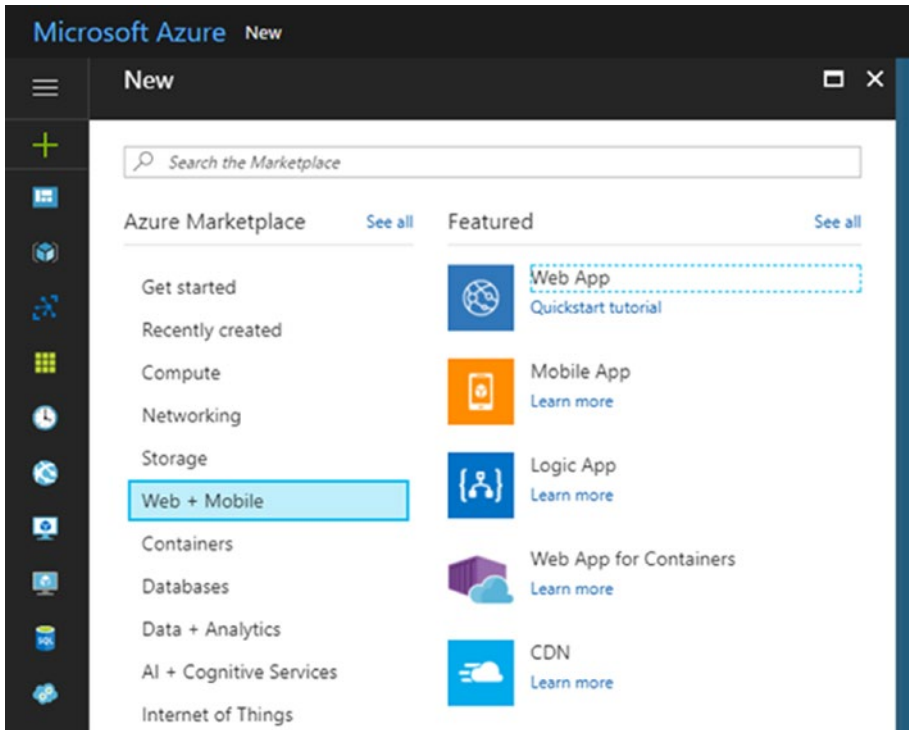 Microsoft Azure New
New
Search the Marketplace
Azure Marketplace See all
Get started
Recently created
Compute
Networking
Storage
Web + Mobile
Containers
Databases
Data + Analytics
AI + Cognitive Services
Internet of Things
Featured See all
Web App
Quickstart tutorial
Mobile App
Learn more
Logic App
Learn more
Web App for Containers
Learn more
CDN
Learn more
SQL